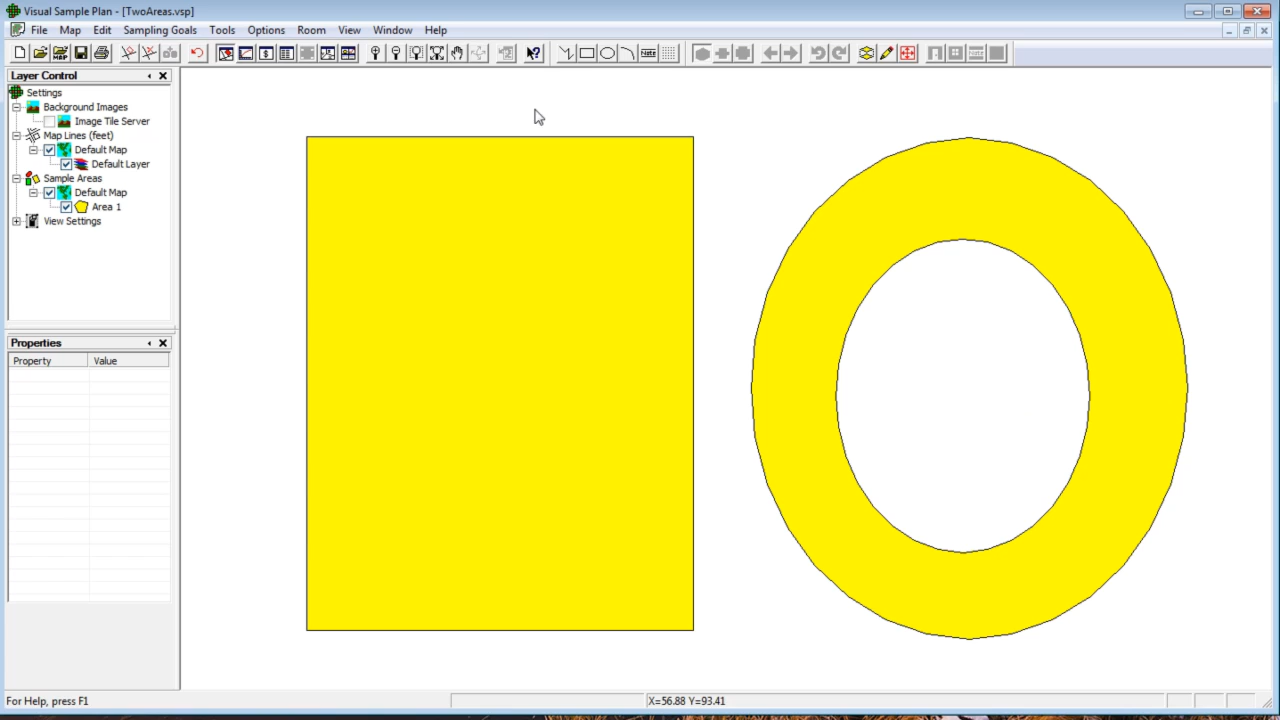 Visual Sample Plan - [TwoAreas.vsp]
File Map Edit Sampling Goals Tools Options Room View Window Help
Layer Control
Settings
Background Images
Image Tile Server
Map Lines (feet)
Default Map
Default Layer
Sample Areas
Default Map
Area 1
View Settings
Properties
Property Value
For Help, press F1 X=56.88 Y=93.41